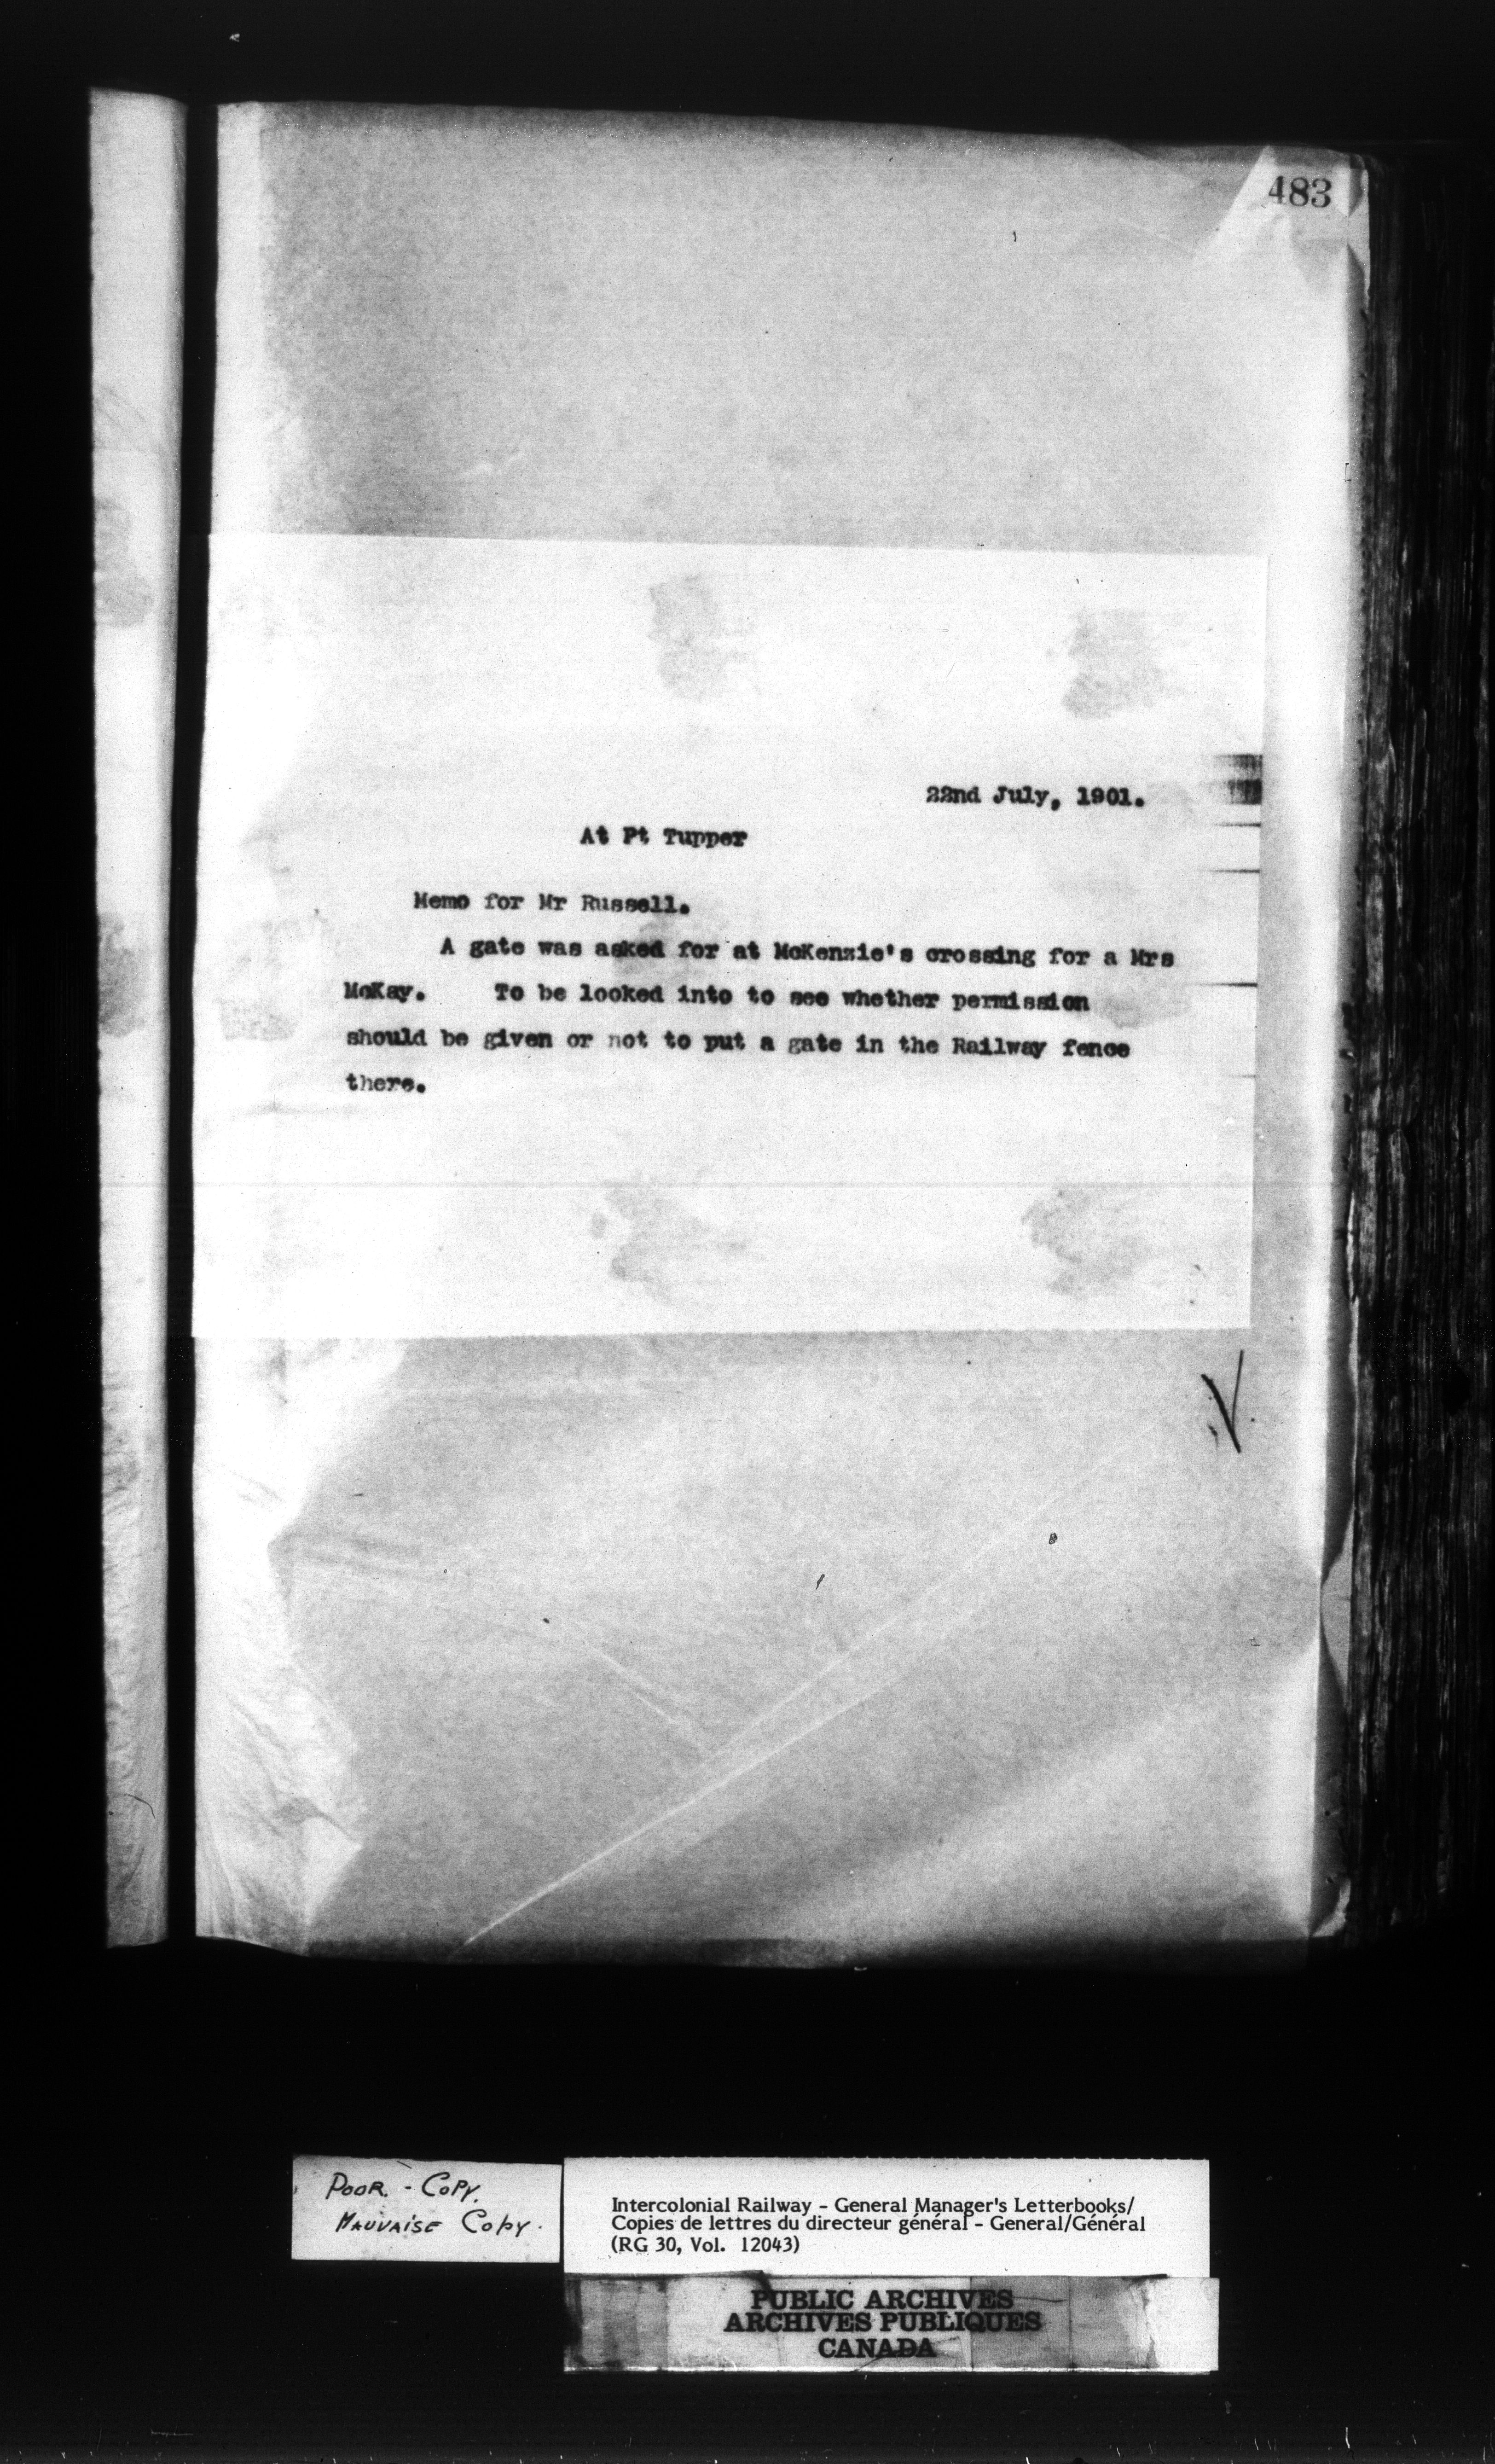 483
22nd July, 1901.
At Pt Tupper
Memo for Mr Russell.
A gate was asked for at McKenzie's crossing for a Mrs
McKay. To be looked into to see whether permission
should be given or not to put a gate in the Railway fence
there.
POOR. - COPY.
MAUVAISE COPY.
Intercolonial Railway - General Manager's Letterbooks/
Copies de lettres du directeur général - General/Général
(RG 30, Vol. 12043)
PUBLIC ARCHIVES
ARCHIVES PUBLIQUES
CANADA